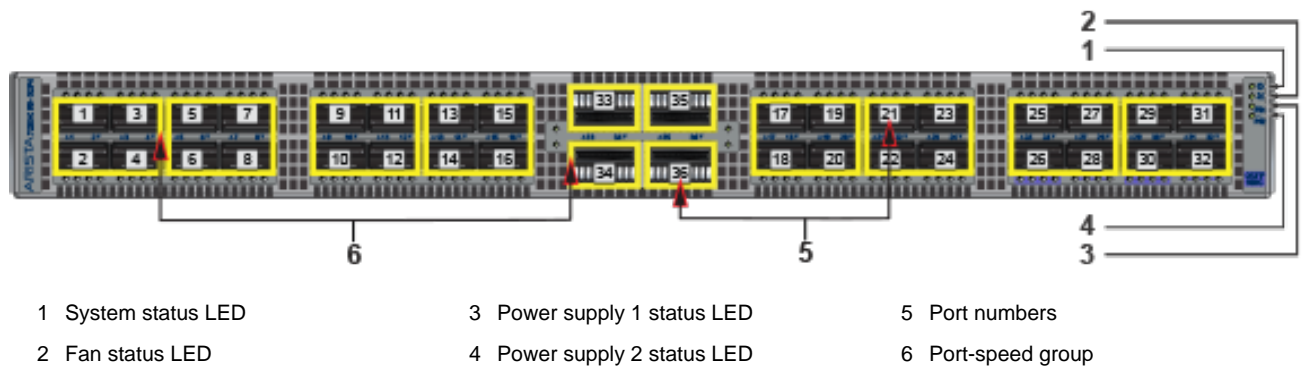 2
1
33 35
1 3 5 7 9 11 13 15 17 19 21 23 25 27 29 31
2 4 6 8 10 12 14 16 18 20 22 24 26 28 30 32
34 36
6
5
4
3
1 System status LED
2 Fan status LED
3 Power supply 1 status LED
4 Power supply 2 status LED
5 Port numbers
6 Port-speed group